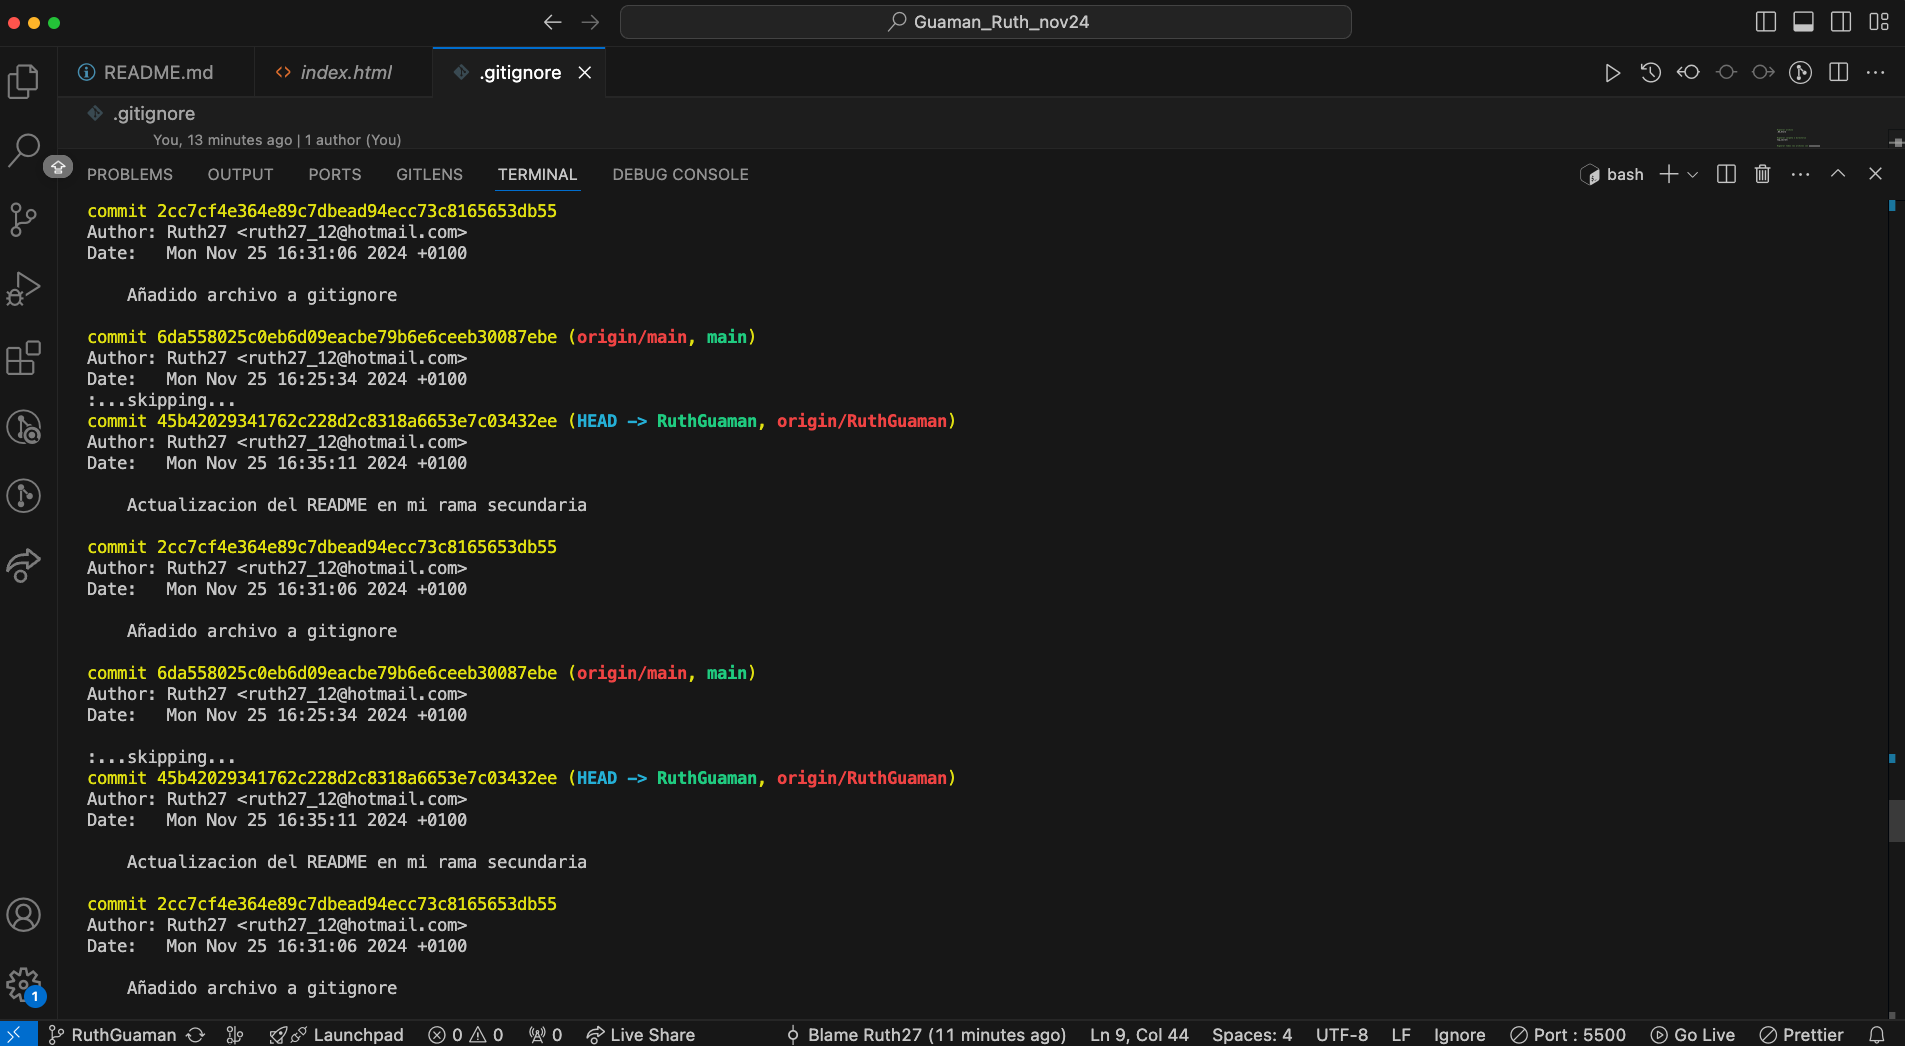 Guaman_Ruth_nov24
README.md index.html .gitignore
.gitignore
You, 13 minutes ago | 1 author (You)
PROBLEMS OUTPUT PORTS GITLENS TERMINAL DEBUG CONSOLE bash
commit 2cc7cf4e364e89c7dbead94ecc73c8165653db55
Author: Ruth27 <ruth27_12@hotmail.com>
Date:   Mon Nov 25 16:31:06 2024 +0100
Añadido archivo a gitignore
commit 6da558025c0eb6d09eacbe79b6e6ceeb30087ebe (origin/main, main)
Author: Ruth27 <ruth27_12@hotmail.com>
Date:   Mon Nov 25 16:25:34 2024 +0100
:...skipping...
commit 45b42029341762c228d2c8318a6653e7c03432ee (HEAD -> RuthGuaman, origin/RuthGuaman)
Author: Ruth27 <ruth27_12@hotmail.com>
Date:   Mon Nov 25 16:35:11 2024 +0100
Actualizacion del README en mi rama secundaria
commit 2cc7cf4e364e89c7dbead94ecc73c8165653db55
Author: Ruth27 <ruth27_12@hotmail.com>
Date:   Mon Nov 25 16:31:06 2024 +0100
Añadido archivo a gitignore
commit 6da558025c0eb6d09eacbe79b6e6ceeb30087ebe (origin/main, main)
Author: Ruth27 <ruth27_12@hotmail.com>
Date:   Mon Nov 25 16:25:34 2024 +0100
:...skipping...
commit 45b42029341762c228d2c8318a6653e7c03432ee (HEAD -> RuthGuaman, origin/RuthGuaman)
Author: Ruth27 <ruth27_12@hotmail.com>
Date:   Mon Nov 25 16:35:11 2024 +0100
Actualizacion del README en mi rama secundaria
commit 2cc7cf4e364e89c7dbead94ecc73c8165653db55
Author: Ruth27 <ruth27_12@hotmail.com>
Date:   Mon Nov 25 16:31:06 2024 +0100
Añadido archivo a gitignore
1
RuthGuaman Launchpad 0 0 0 Live Share Blame Ruth27 (11 minutes ago) Ln 9, Col 44 Spaces: 4 UTF-8 LF Ignore Port : 5500 Go Live Prettier